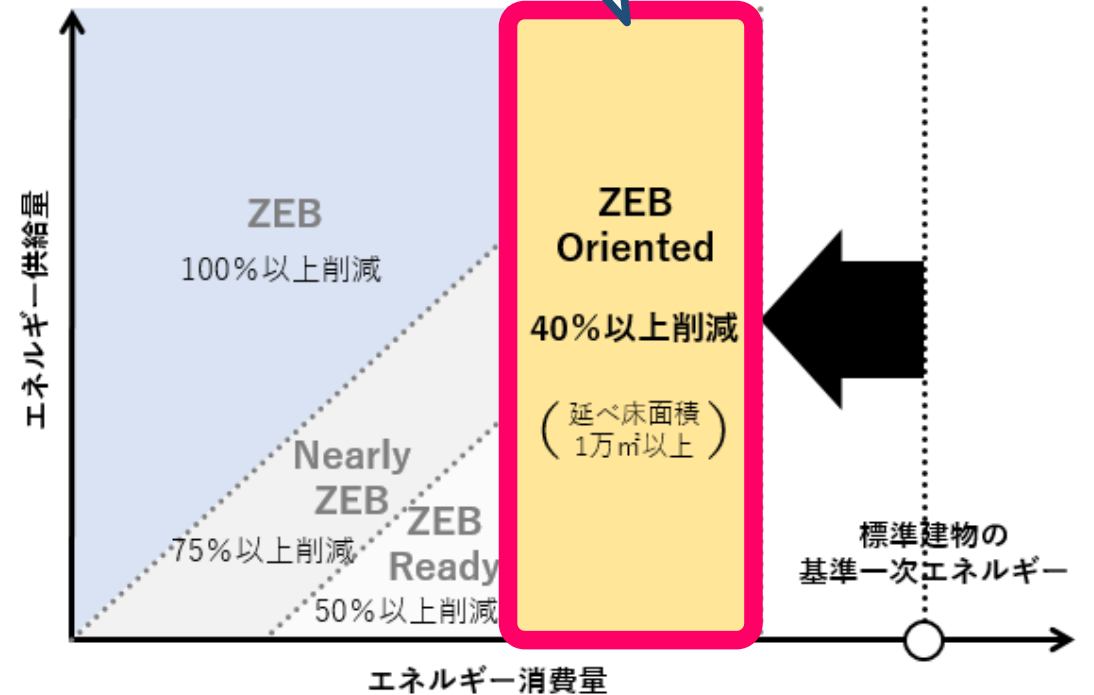 エネルギー供給量
ZEB
100%以上削減
Nearly
ZEB
75%以上削減
ZEB
Ready
50%以上削減
ZEB
Oriented
40%以上削減
(延べ床面積
1万㎡以上)
標準建物の
基準一次エネルギー
エネルギー消費量